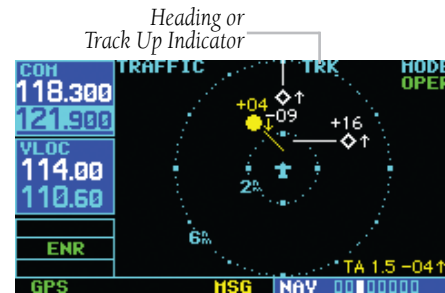 Heading or
Track Up Indicator
COM
118.300
121.900
VLOC
114.00
110.60
ENR
GPS
TRAFFIC
TRK
MODE
OPER
+04
-09
+16
2nm
6nm
TA 1.5 -04↑
MSG
NAV